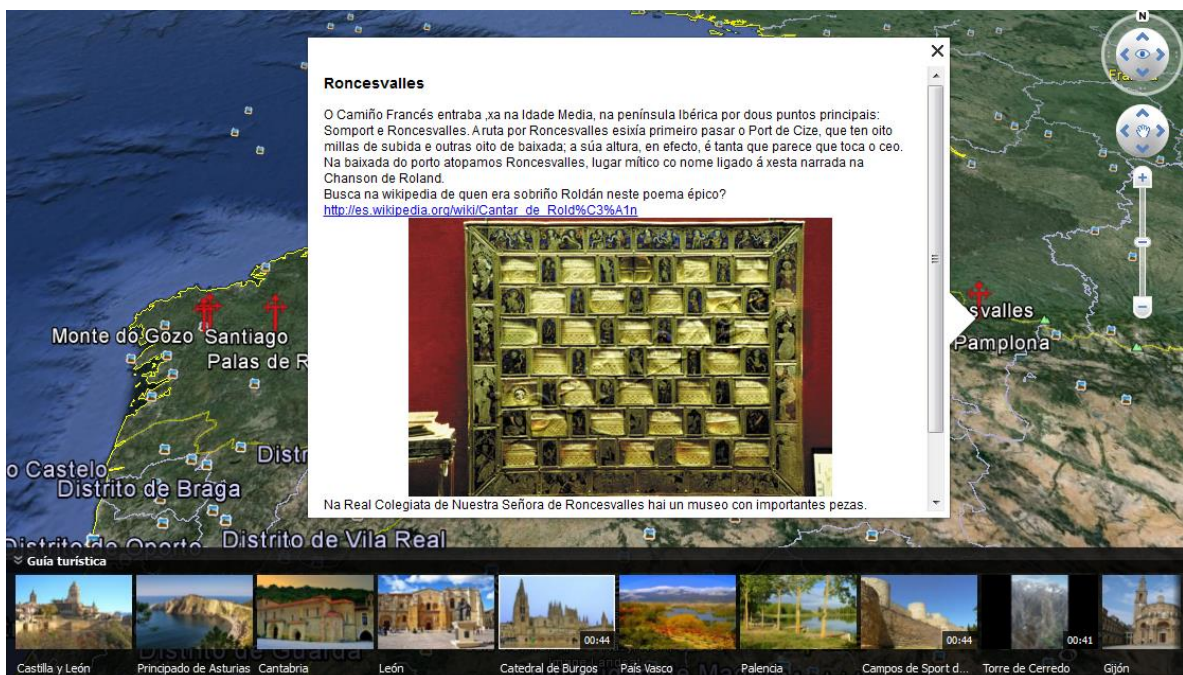 N
Roncesvalles
O Camiño Francés entraba ,xa na Idade Media, na península Ibérica por dous puntos principais:
Somport e Roncesvalles. A ruta por Roncesvalles esixía primeiro pasar o Port de Cize, que ten oito
millas de subida e outras oito de baixada; a súa altura, en efecto, é tanta que parece que toca o ceo.
Na baixada do porto atopamos Roncesvalles, lugar mítico co nome ligado á xesta narrada na
Chanson de Roland.
Busca na wikipedia de quen era sobriño Roldán neste poema épico?
http://es.wikipedia.org/wiki/Cantar_de_Rold%C3%A1n
Na Real Colegiata de Nuestra Señora de Roncesvalles hai un museo con importantes pezas.
svalles
Pamplona
Monte do Gozo
Santiago
Palas de R
Distr
o Castelo
Distrito de Braga
Distrito de Oporto
Distrito de Vila Real
Guía turística
00:44
00:44
00:41
Castilla y León
Principado de Asturias
Cantabria
León
Catedral de Burgos
País Vasco
Palencia
Campos de Sport d...
Torre de Cerredo
Gijón